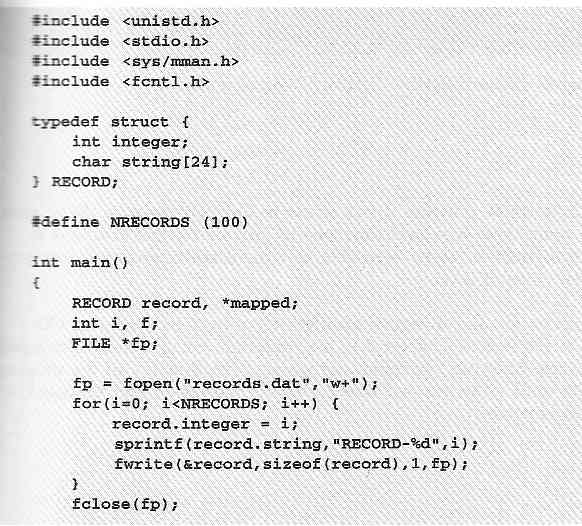 #include <unistd.h>
#include <stdio.h>
#include <sys/mman.h>
#include <fcntl.h>
typedef struct {
    int integer;
    char string[24];
} RECORD;
#define NRECORDS (100)
int main()
{
    RECORD record, *mapped;
    int i, f;
    FILE *fp;
    fp = fopen("records.dat","w+");
    for(i=0; i<NRECORDS; i++) {
        record.integer = i;
        sprintf(record.string,"RECORD-%d",i);
        fwrite(&record,sizeof(record),1,fp);
    }
    fclose(fp);